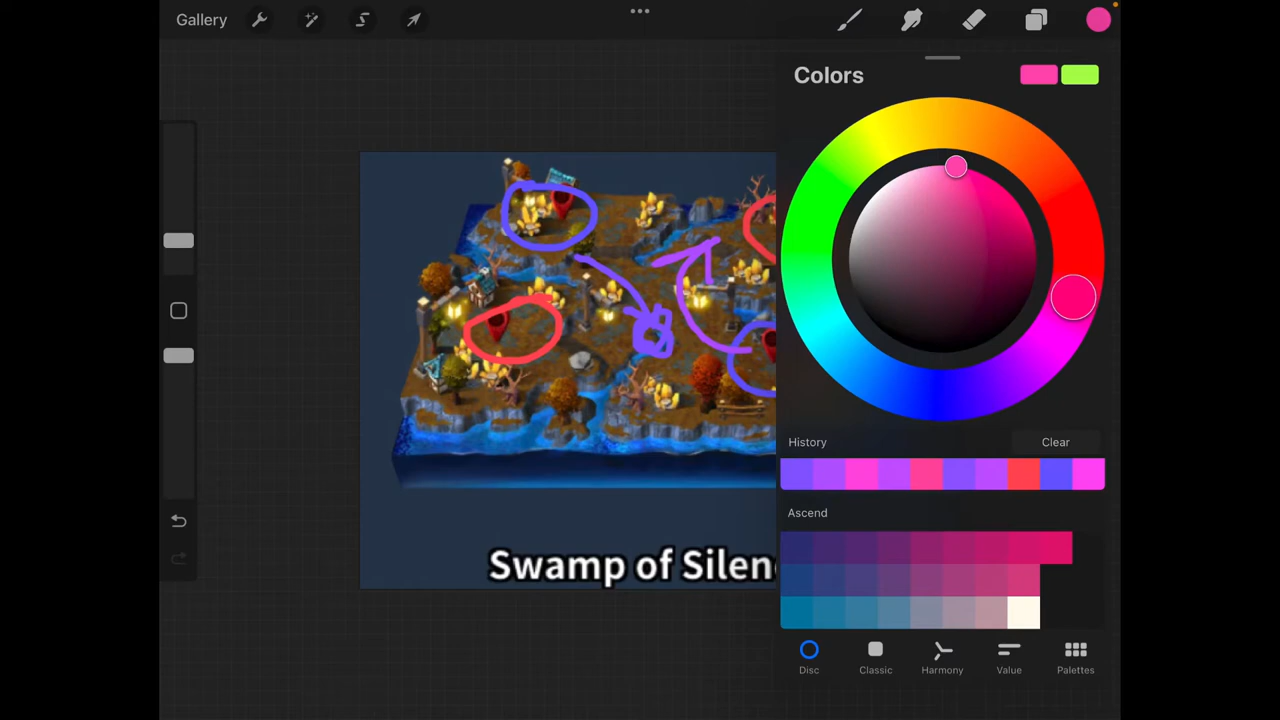 Gallery
Colors
History
Clear
Ascend
Swamp of Silen
Disc
Classic
Harmony
Value
Palettes